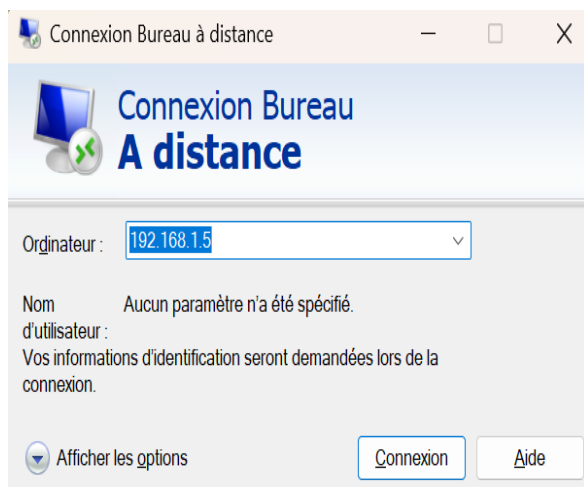 Connexion Bureau à distance
Connexion Bureau
A distance
Ordinateur : 192.168.1.5
Nom Aucun paramètre n'a été spécifié.
d'utilisateur :
Vos informations d'identification seront demandées lors de la
connexion.
Afficher les options Connexion Aide